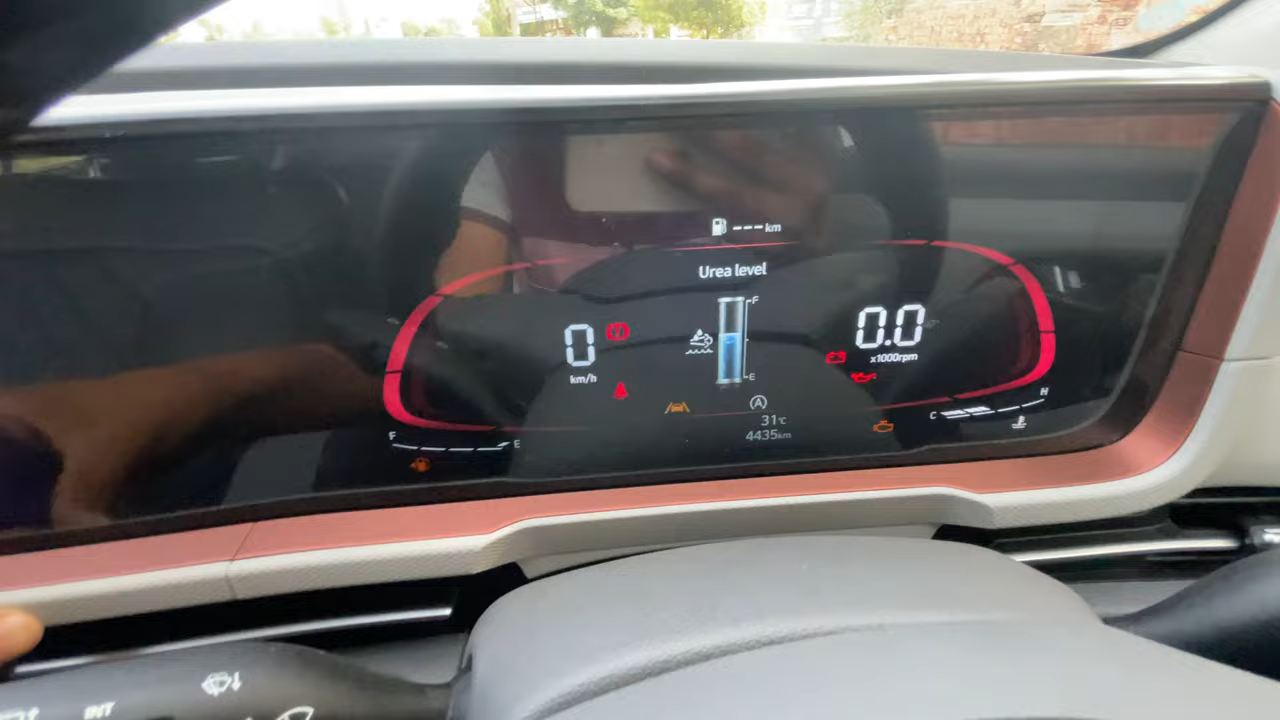 --- km
Urea level
F
E
0
km/h
0.0
x1000rpm
A
31°C
4435km
F
E
C
H
INT